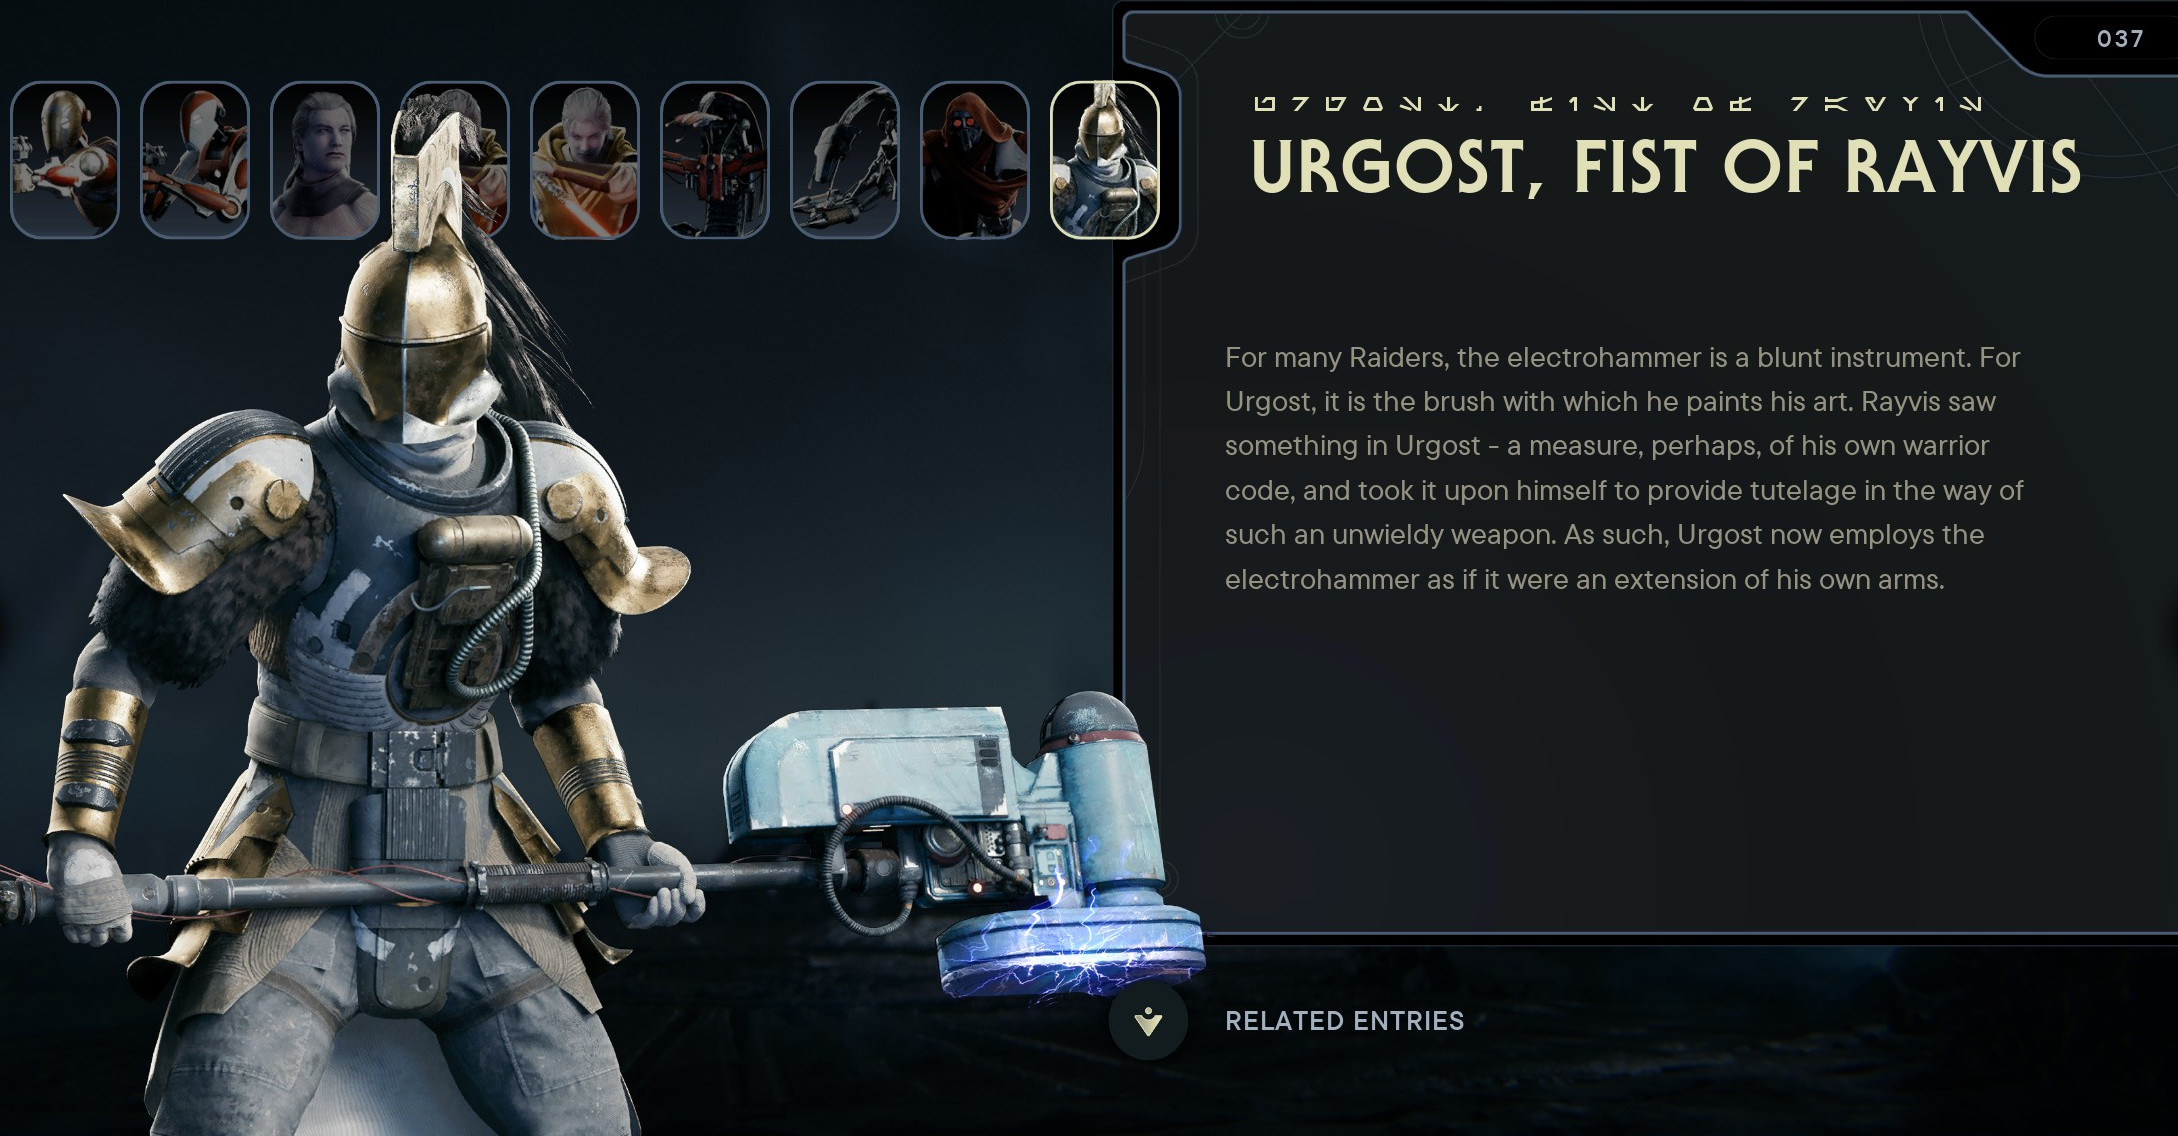 037
URGOST, FIST OF RAYVIS
For many Raiders, the electrohammer is a blunt instrument. For
Urgost, it is the brush with which he paints his art. Rayvis saw
something in Urgost - a measure, perhaps, of his own warrior
code, and took it upon himself to provide tutelage in the way of
such an unwieldy weapon. As such, Urgost now employs the
electrohammer as if it were an extension of his own arms.
RELATED ENTRIES